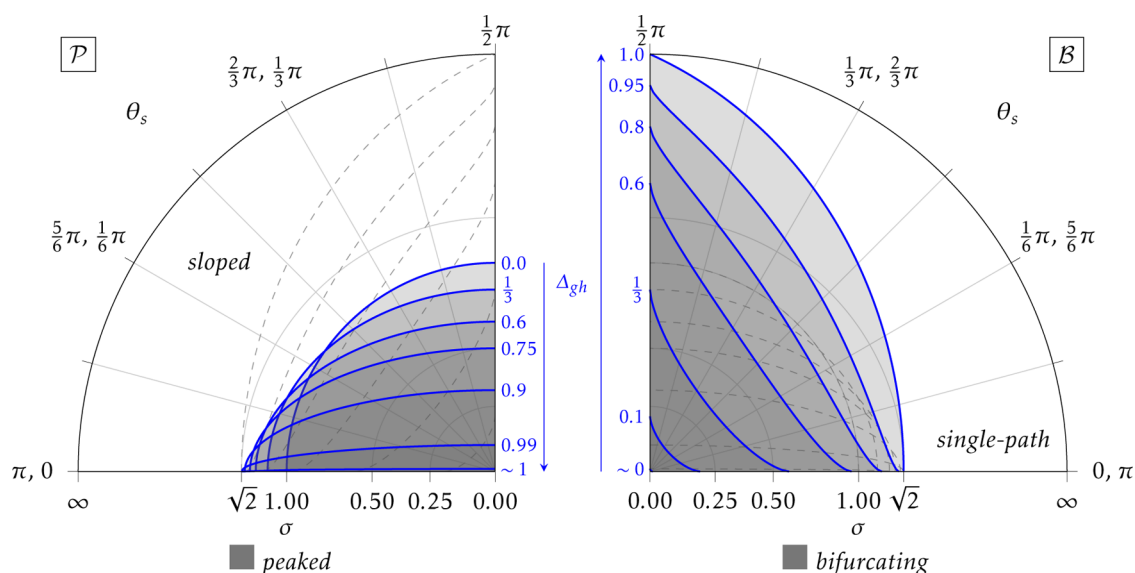 𝒫
½π
⅔π, ⅓π
θₛ
⅚π, ⅙π
sloped
π, 0
0.0
⅓
0.6
0.75
0.9
0.99
~1
Δ_gh
∞
√2
1.00
0.50
0.25
0.00
σ
peaked
½π
ℬ
⅓π, ⅔π
θₛ
⅙π, ⅚π
single-path
0, π
1.0
0.95
0.8
0.6
⅓
0.1
~0
0.00
0.25
0.50
1.00
√2
∞
σ
bifurcating